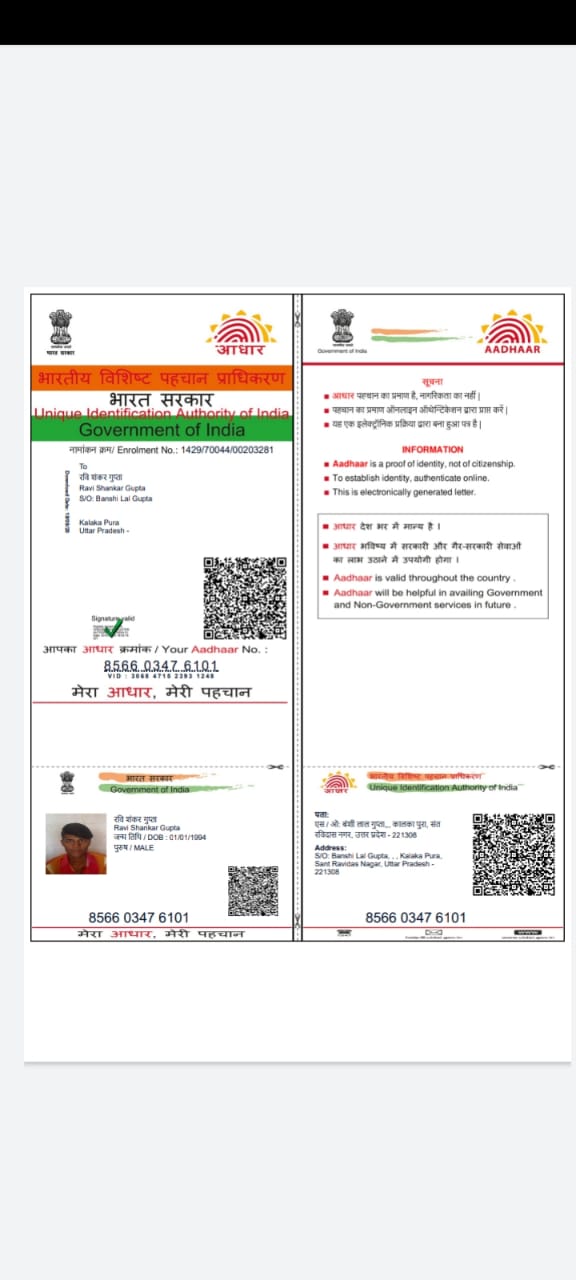 भारत सरकार
आधार
भारतीय विशिष्ट पहचान प्राधिकरण
भारत सरकार
Unique Identification Authority of India
Government of India
नामांकन क्रम/ Enrolment No.: 1429/70044/00203281
To
रवि शंकर गुप्ता
Ravi Shankar Gupta
S/O: Banshi Lal Gupta
Kalaka Pura
Uttar Pradesh -
Signature valid
आपका आधार क्रमांक / Your Aadhaar No. :
8566 0347 6101
VID : 3068 4716 2393 1248
मेरा आधार, मेरी पहचान
Government of India
AADHAAR
सूचना
आधार पहचान का प्रमाण है, नागरिकता का नहीं |
पहचान का प्रमाण ऑनलाइन ऑथेन्टिकेशन द्वारा प्राप्त करें |
यह एक इलेक्ट्रॉनिक प्रक्रिया द्वारा बना हुआ पत्र है |
INFORMATION
Aadhaar is a proof of identity, not of citizenship.
To establish identity, authenticate online.
This is electronically generated letter.
आधार देश भर में मान्य है ।
आधार भविष्य में सरकारी और गैर-सरकारी सेवाओं
का लाभ उठाने में उपयोगी होगा ।
Aadhaar is valid throughout the country .
Aadhaar will be helpful in availing Government
and Non-Government services in future .
भारत सरकार
Government of India
रवि शंकर गुप्ता
Ravi Shankar Gupta
जन्म तिथि / DOB : 01/01/1994
पुरुष / MALE
8566 0347 6101
मेरा आधार, मेरी पहचान
आधार
भारतीय विशिष्ट पहचान प्राधिकरण
Unique Identification Authority of India
पता:
एस / ओ: बंशी लाल गुप्ता, , , कालका पुरा, संत
रविदास नगर, उत्तर प्रदेश - 221308
Address:
S/O: Banshi Lal Gupta, , , Kalaka Pura,
Sant Ravidas Nagar, Uttar Pradesh -
221308
8566 0347 6101